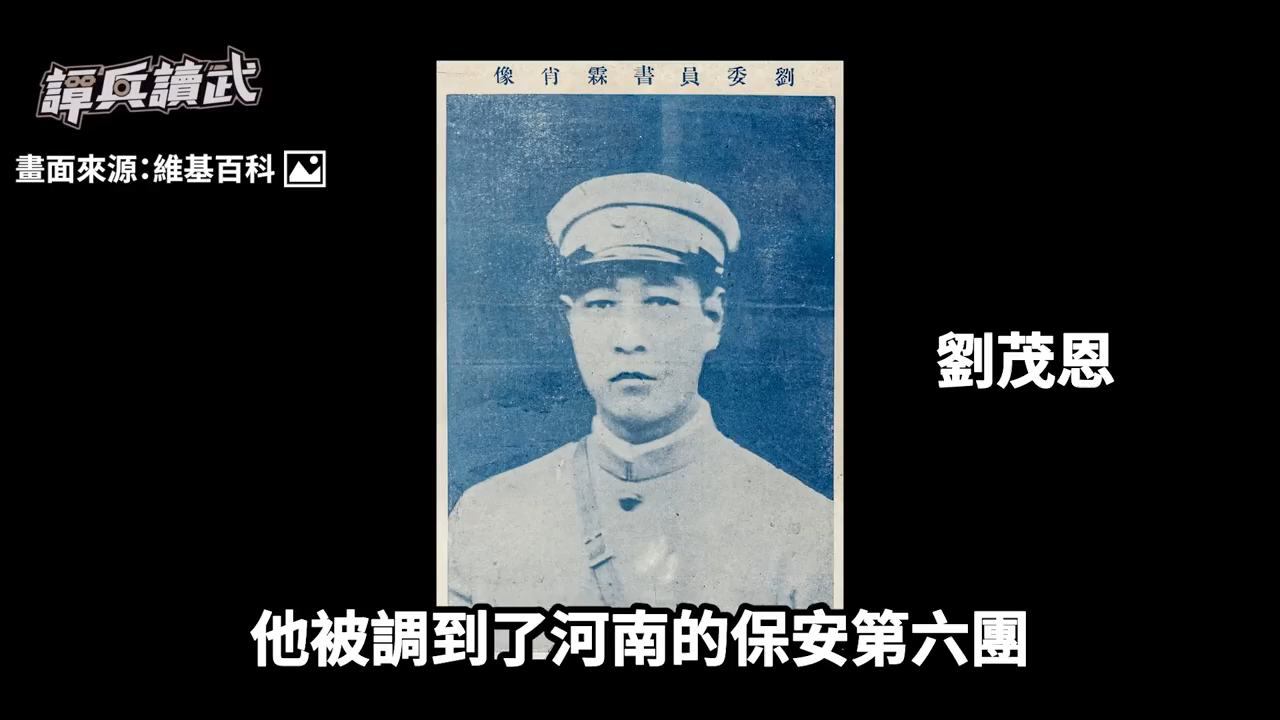 譚兵讀武
畫面來源：維基百科
像肖霖書員委劉
劉茂恩
他被調到了河南的保安第六團